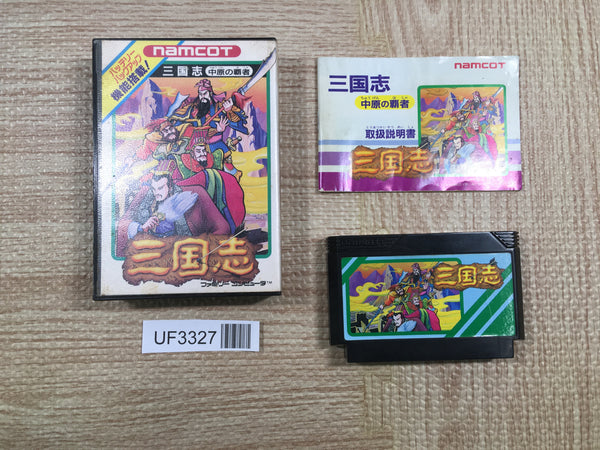 バッテリー
バックアップ
機能搭載!
namcot
三国志 中原の覇者
三国志
ファミリーコンピュータ™
namcot
三国志
中原の覇者
取扱説明書
三国志
三国志
UF3327